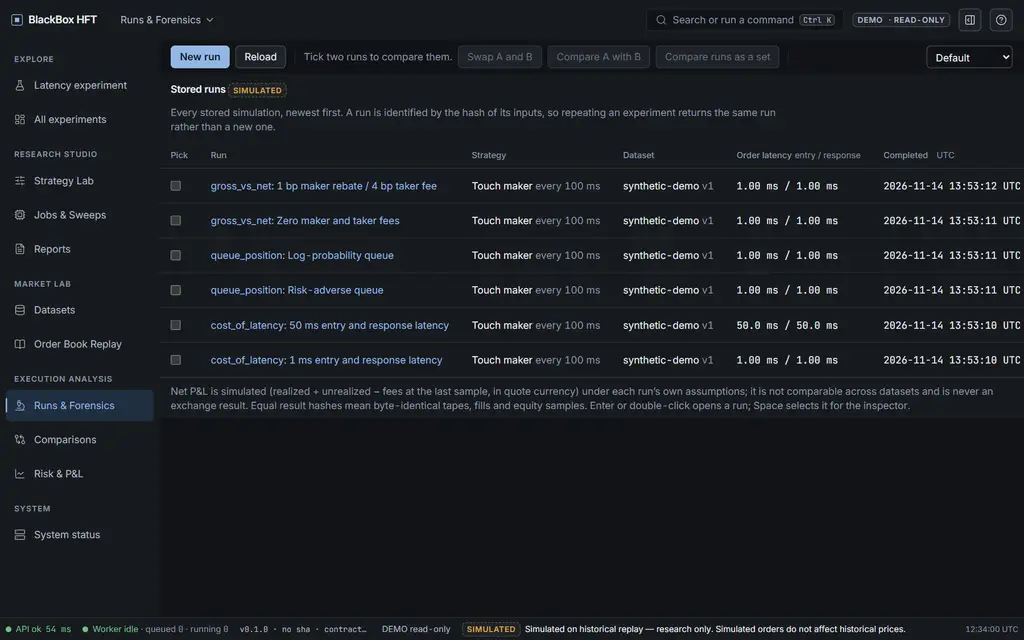 BlackBox HFT
Runs & Forensics
Search or run a command Ctrl K
DEMO · READ-ONLY
EXPLORE
Latency experiment
All experiments
RESEARCH STUDIO
Strategy Lab
Jobs & Sweeps
Reports
MARKET LAB
Datasets
Order Book Replay
EXECUTION ANALYSIS
Runs & Forensics
Comparisons
Risk & P&L
SYSTEM
System status
New run Reload Tick two runs to compare them. Swap A and B Compare A with B Compare runs as a set Default
Stored runs SIMULATED
Every stored simulation, newest first. A run is identified by the hash of its inputs, so repeating an experiment returns the same run
rather than a new one.
Pick Run Strategy Dataset Order latency entry / response Completed UTC
gross_vs_net: 1 bp maker rebate / 4 bp taker fee Touch maker every 100 ms synthetic-demo v1 1.00 ms / 1.00 ms 2026-11-14 13:53:12 UTC
gross_vs_net: Zero maker and taker fees Touch maker every 100 ms synthetic-demo v1 1.00 ms / 1.00 ms 2026-11-14 13:53:11 UTC
queue_position: Log-probability queue Touch maker every 100 ms synthetic-demo v1 1.00 ms / 1.00 ms 2026-11-14 13:53:11 UTC
queue_position: Risk-adverse queue Touch maker every 100 ms synthetic-demo v1 1.00 ms / 1.00 ms 2026-11-14 13:53:11 UTC
cost_of_latency: 50 ms entry and response latency Touch maker every 100 ms synthetic-demo v1 50.0 ms / 50.0 ms 2026-11-14 13:53:10 UTC
cost_of_latency: 1 ms entry and response latency Touch maker every 100 ms synthetic-demo v1 1.00 ms / 1.00 ms 2026-11-14 13:53:10 UTC
Net P&L is simulated (realized + unrealized − fees at the last sample, in quote currency) under each run's own assumptions; it is not comparable across datasets and is never an
exchange result. Equal result hashes mean byte-identical tapes, fills and equity samples. Enter or double-click opens a run; Space selects it for the inspector.
API ok 54 ms Worker idle · queued 0 · running 0 v0.1.0 · no sha · contract… DEMO read-only SIMULATED Simulated on historical replay — research only. Simulated orders do not affect historical prices. 12:34:00 UTC